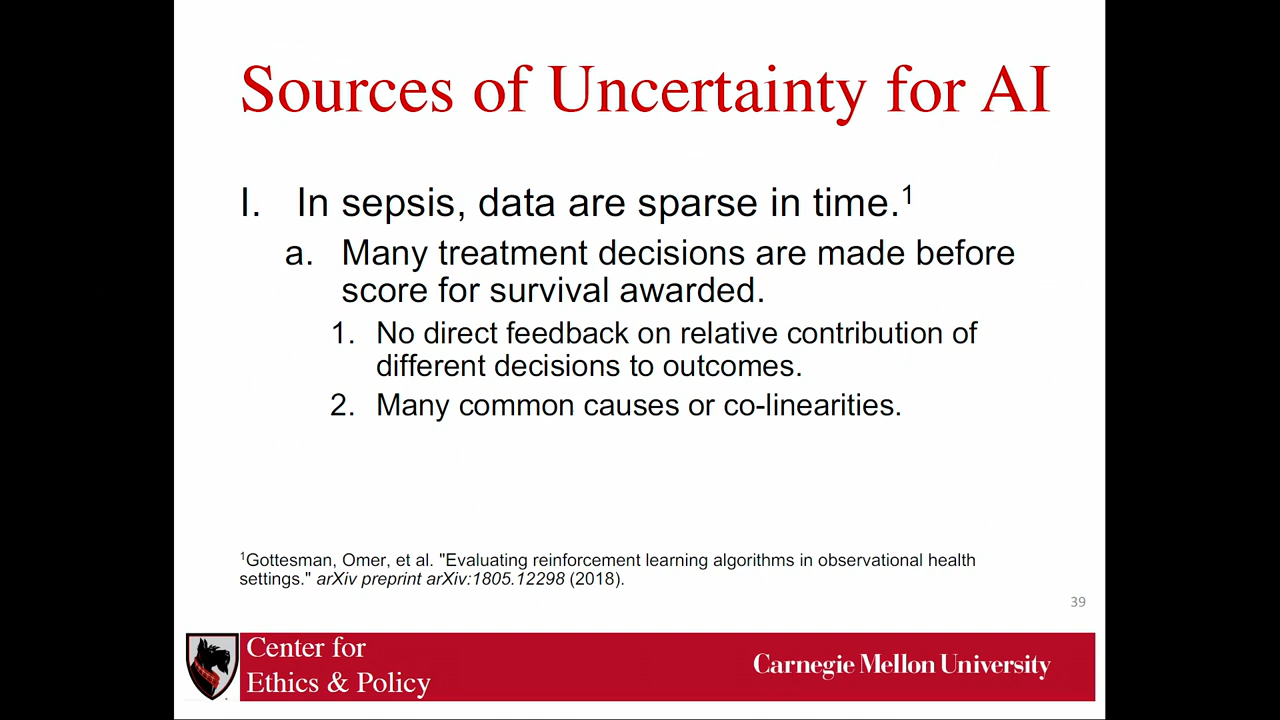 Sources of Uncertainty for AI
I. In sepsis, data are sparse in time.¹
a. Many treatment decisions are made before
score for survival awarded.
1. No direct feedback on relative contribution of
different decisions to outcomes.
2. Many common causes or co-linearities.
¹Gottesman, Omer, et al. "Evaluating reinforcement learning algorithms in observational health
settings." arXiv preprint arXiv:1805.12298 (2018).
39
Center for
Ethics & Policy
Carnegie Mellon University